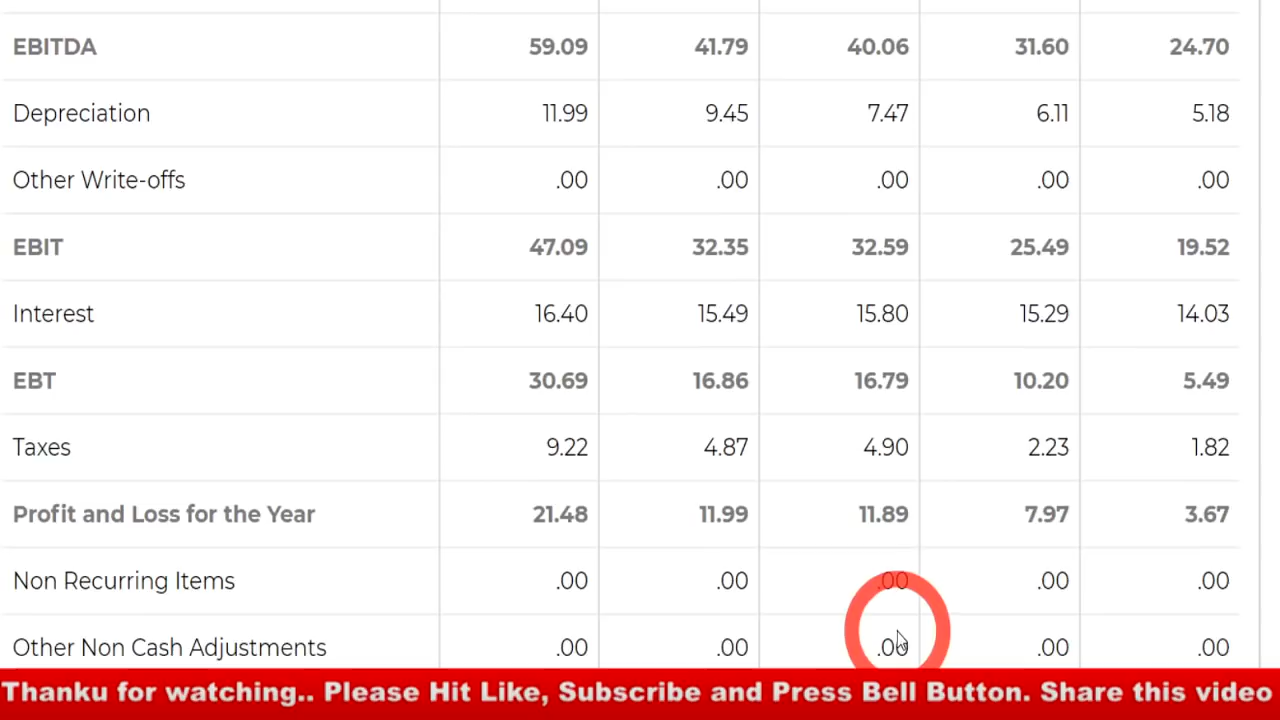 EBITDA 59.09 41.79 40.06 31.60 24.70
Depreciation 11.99 9.45 7.47 6.11 5.18
Other Write-offs .00 .00 .00 .00 .00
EBIT 47.09 32.35 32.59 25.49 19.52
Interest 16.40 15.49 15.80 15.29 14.03
EBT 30.69 16.86 16.79 10.20 5.49
Taxes 9.22 4.87 4.90 2.23 1.82
Profit and Loss for the Year 21.48 11.99 11.89 7.97 3.67
Non Recurring Items .00 .00 .00 .00 .00
Other Non Cash Adjustments .00 .00 .00 .00 .00
Thanku for watching.. Please Hit Like, Subscribe and Press Bell Button. Share this video